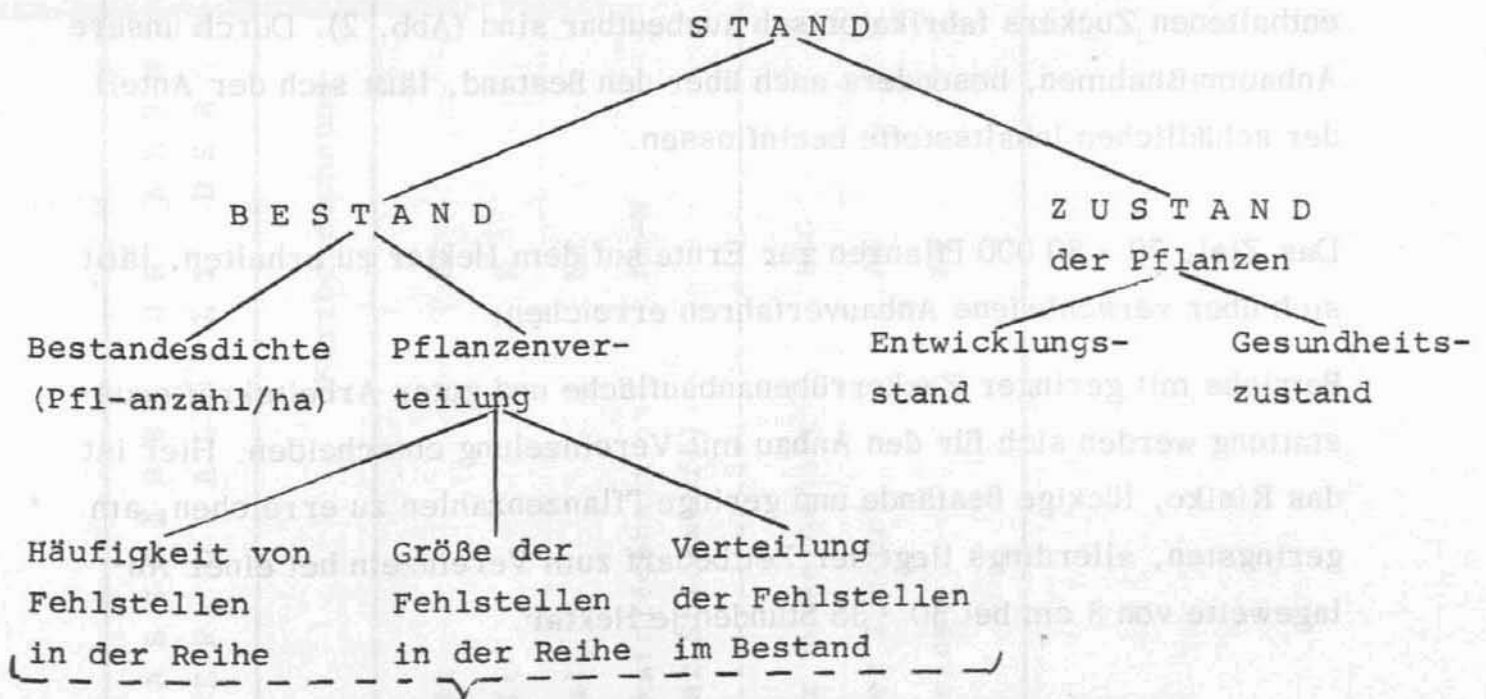 S T A N D
B E S T A N D
Z U S T A N D
der Pflanzen
Bestandesdichte
(Pfl-anzahl/ha)
Pflanzenver-
teilung
Entwicklungs-
stand
Gesundheits-
zustand
Häufigkeit von
Fehlstellen
in der Reihe
Größe der
Fehlstellen
in der Reihe
Verteilung
der Fehlstellen
im Bestand